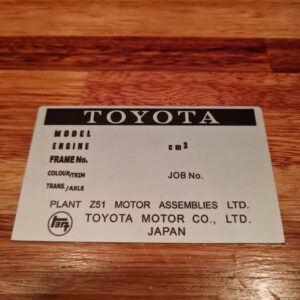 TOYOTA
MODEL
ENGINE cm3
FRAME No.
COLOUR/TRIM JOB No.
TRANS./AXLE
PLANT Z51 MOTOR ASSEMBLIES LTD.
TOYOTA MOTOR CO., LTD.
JAPAN